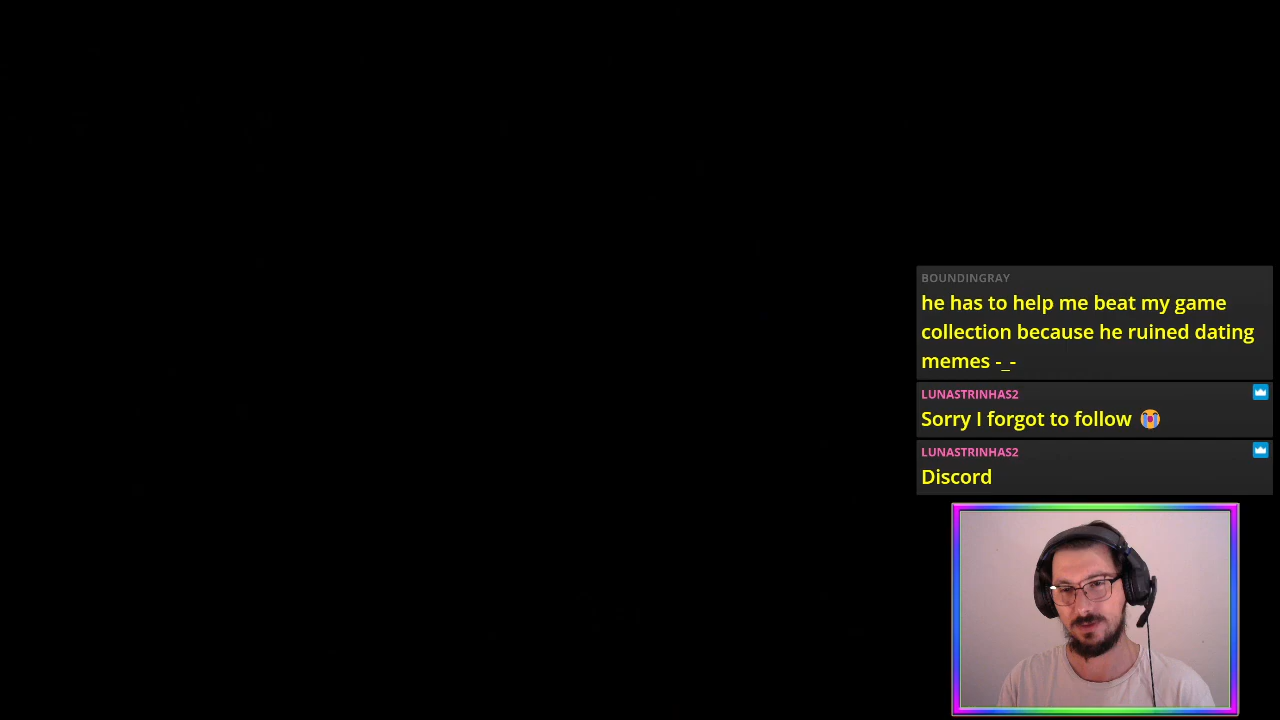 BOUNDINGRAY
he has to help me beat my game
collection because he ruined dating
memes -_-
LUNASTRINHAS2
Sorry I forgot to follow 😭
LUNASTRINHAS2
Discord